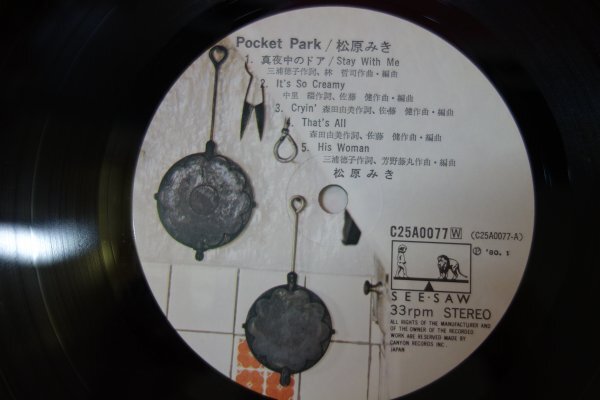 Pocket Park / 松原みき
1. 真夜中のドア / Stay With Me
三浦徳子作詞、林 哲司作曲・編曲
2. It's So Creamy
中里 綴作詞、佐藤 健作曲・編曲
3. Cryin'
森田由美作詞、佐藤 健作曲・編曲
4. That's All
森田由美作詞、佐藤 健作曲・編曲
5. His Woman
三浦徳子作詞、芳野藤丸作曲・編曲
松原みき
C25A0077 W (C25A0077-A)
Ⓟ '80. 1
SEE・SAW
33rpm STEREO
ALL RIGHTS OF THE MANUFACTURER AND
OF THE OWNER OF THE RECORDED
WORK ARE RESERVED MADE BY
CANYON RECORDS INC.
JAPAN